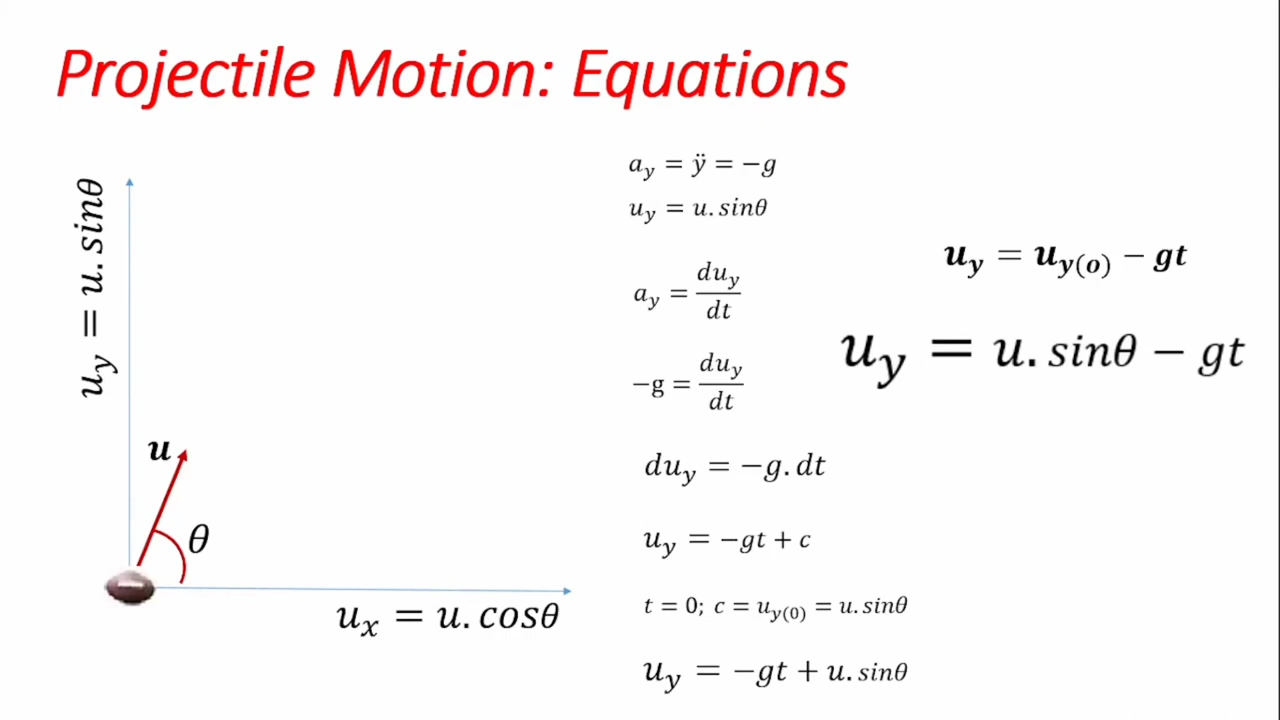 Projectile Motion: Equations
u_y = u.sinθ
u
θ
u_x = u.cosθ
a_y = ÿ = −g
u_y = u.sinθ
a_y = du_y/dt
−g = du_y/dt
du_y = −g.dt
u_y = −gt + c
t = 0; c = u_y(0) = u.sinθ
u_y = −gt + u.sinθ
u_y = u_y(o) − gt
u_y = u.sinθ − gt